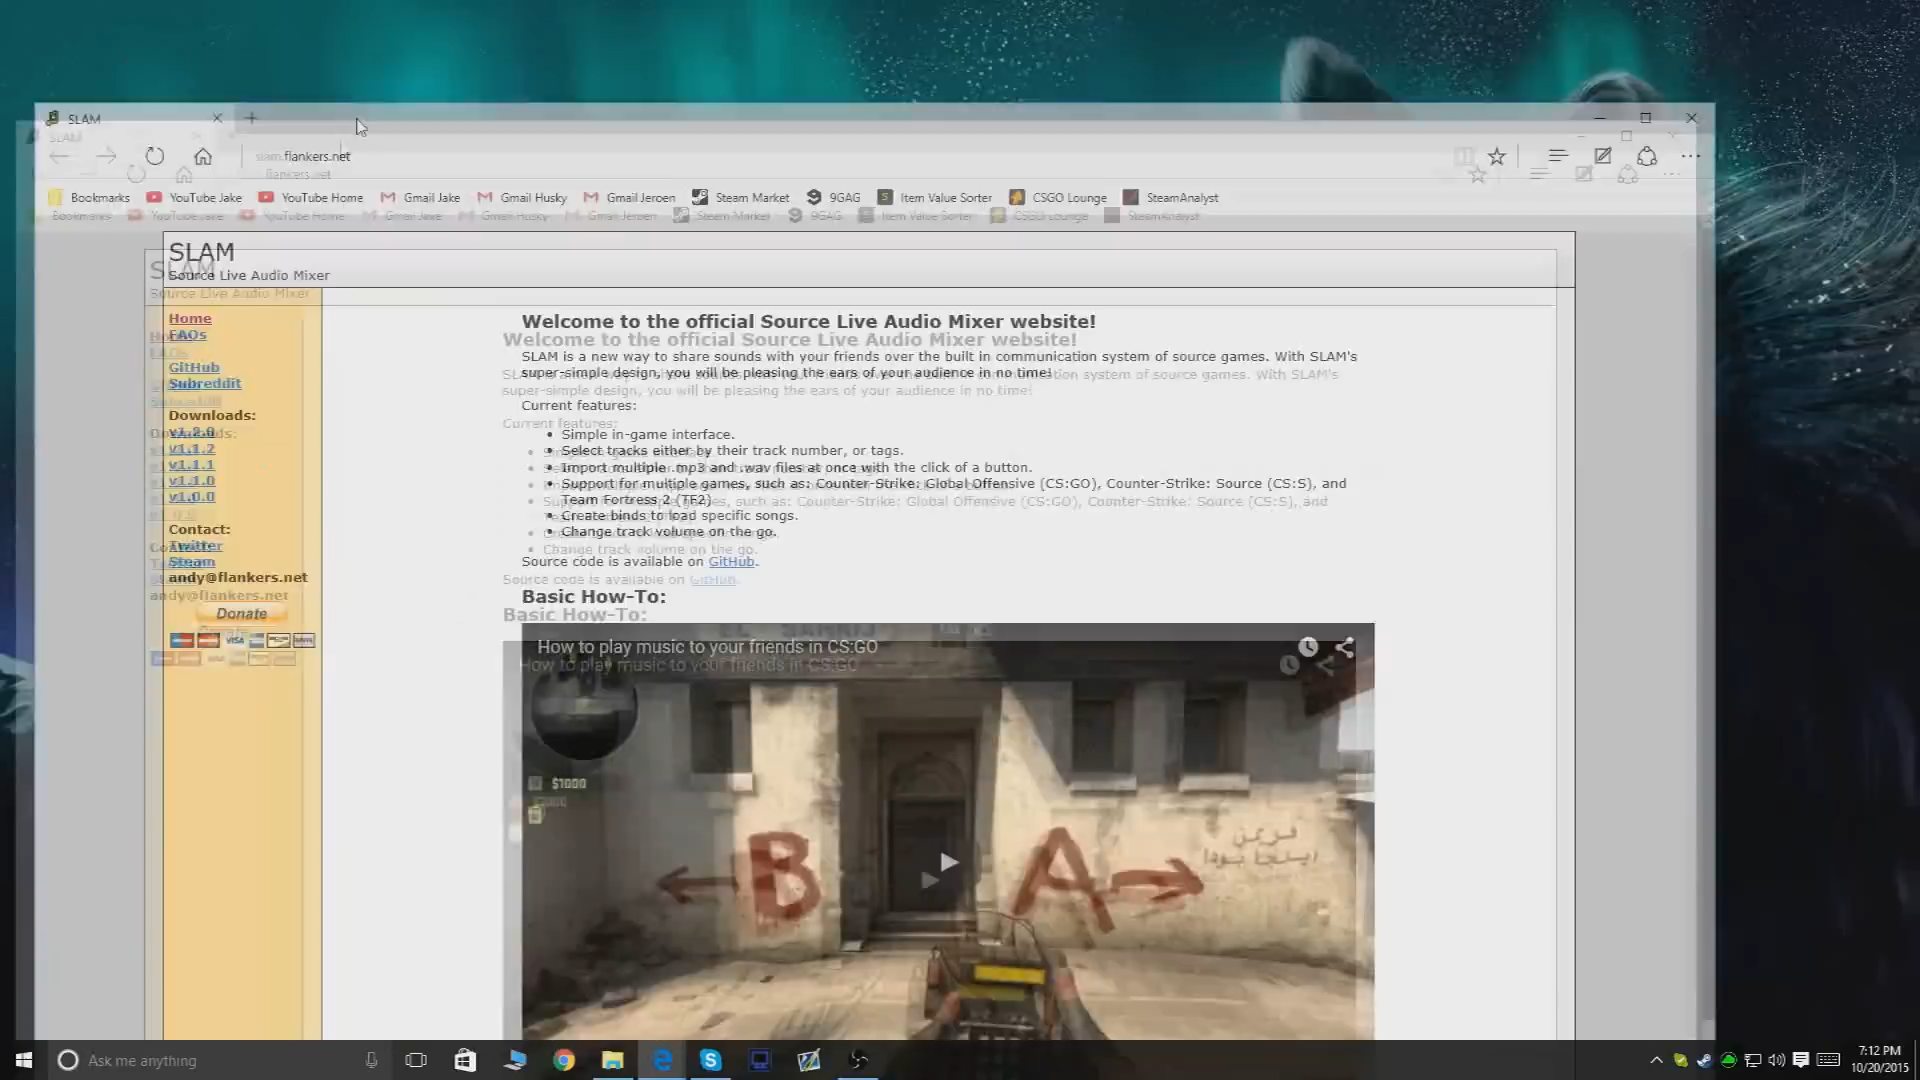 SLAM
slam.flankers.net
Bookmarks YouTube Jake YouTube Home Gmail Jake Gmail Husky Gmail Jeroen Steam Market 9GAG Item Value Sorter CSGO Lounge SteamAnalyst
SLAM
Source Live Audio Mixer
Home
FAQs
GitHub
Subreddit
Downloads:
v1.2.0
v1.1.2
v1.1.1
v1.1.0
v1.0.0
Contact:
Twitter
Steam
andy@flankers.net
Donate
VISA
Welcome to the official Source Live Audio Mixer website!
SLAM is a new way to share sounds with your friends over the built in communication system of source games. With SLAM's
super-simple design, you will be pleasing the ears of your audience in no time!
Current features:
Simple in-game interface.
Select tracks either by their track number, or tags.
Import multiple .mp3 and .wav files at once with the click of a button.
Support for multiple games, such as: Counter-Strike: Global Offensive (CS:GO), Counter-Strike: Source (CS:S), and
Team Fortress 2 (TF2)
Create binds to load specific songs.
Change track volume on the go.
Source code is available on GitHub.
Basic How-To:
How to play music to your friends in CS:GO
$1000
B A
Ask me anything
7:12 PM
10/20/2015